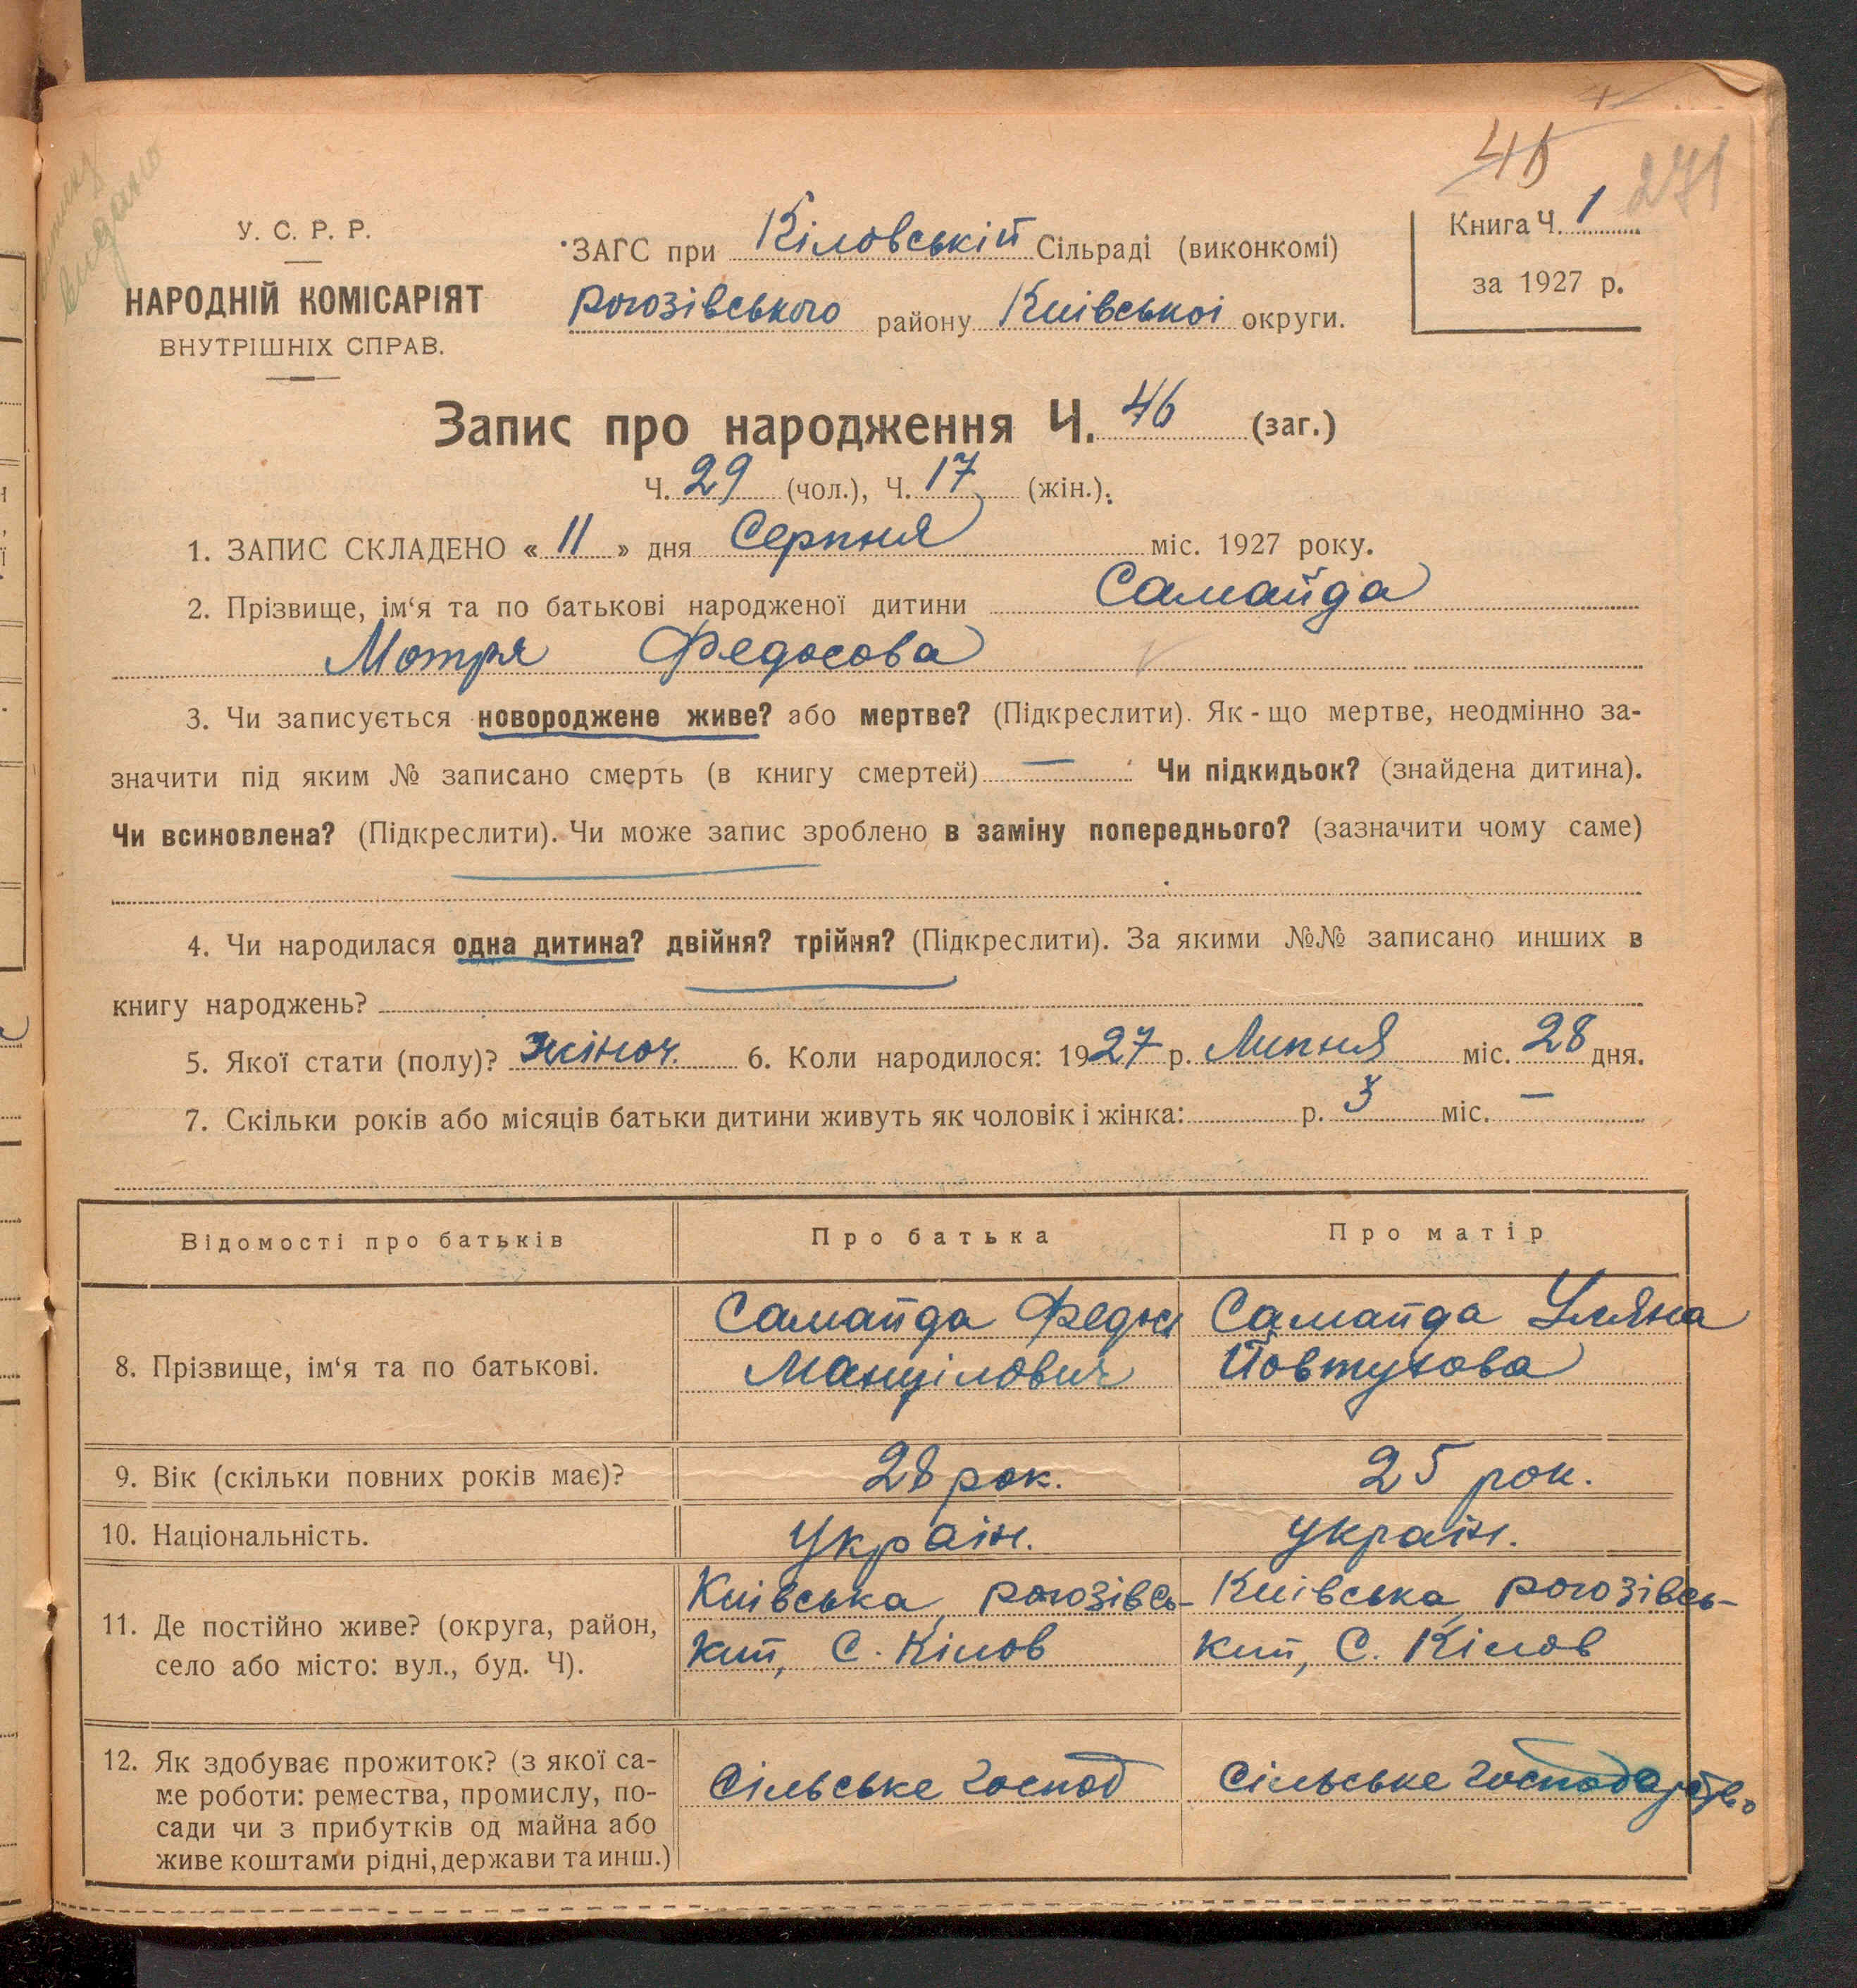 271
У. С. Р. Р.
НАРОДНІЙ КОМІСАРІЯТ
ВНУТРІШНІХ СПРАВ.
ЗАГС при Кіловській Сільраді (виконкомі)
Рогозівського району Київської округи.
Книга Ч. 1
за 1927 р.
видано
Запис про народження Ч. 46 (заг.)
Ч. 29 (чол.), Ч. 17 (жін.).
1. ЗАПИС СКЛАДЕНО « 11 » дня Серпня міс. 1927 року.
2. Прізвище, ім‘я та по батькові народженої дитини Самайда
Мотря Федосова
3. Чи записується новороджене живе? або мертве? (Підкреслити). Як-що мертве, неодмінно за-
значити під яким № записано смерть (в книгу смертей) — Чи підкидьок? (знайдена дитина).
Чи всиновлена? (Підкреслити). Чи може запис зроблено в заміну попереднього? (зазначити чому саме)
4. Чи народилася одна дитина? двійня? трійня? (Підкреслити). За якими №№ записано инших в
книгу народжень?
5. Якої стати (полу)? жіноч. 6. Коли народилося: 1927 р. Липня міс. 28 дня.
7. Скільки років або місяців батьки дитини живуть як чоловік і жінка: р. 3 міс. —
Відомості про батьків Про батька Про матір
8. Прізвище, ім‘я та по батькові.
Самайда Федос
Мануілович
Самайда Уляна
Йовтухова
9. Вік (скільки повних років має)? 28 рок. 25 рок.
10. Національність. Україн. україн.
11. Де постійно живе? (округа, район,
село або місто: вул., буд. Ч).
Київська, рогозівсь-
кий, С. Кілов
Київська, рогозівсь-
кий, С. Кілов
12. Як здобуває прожиток? (з якої са-
ме роботи: ремества, промислу, по-
сади чи з прибутків од майна або
живе коштами рідні, держави та инш.)
Сільське господ
Сільське господарство